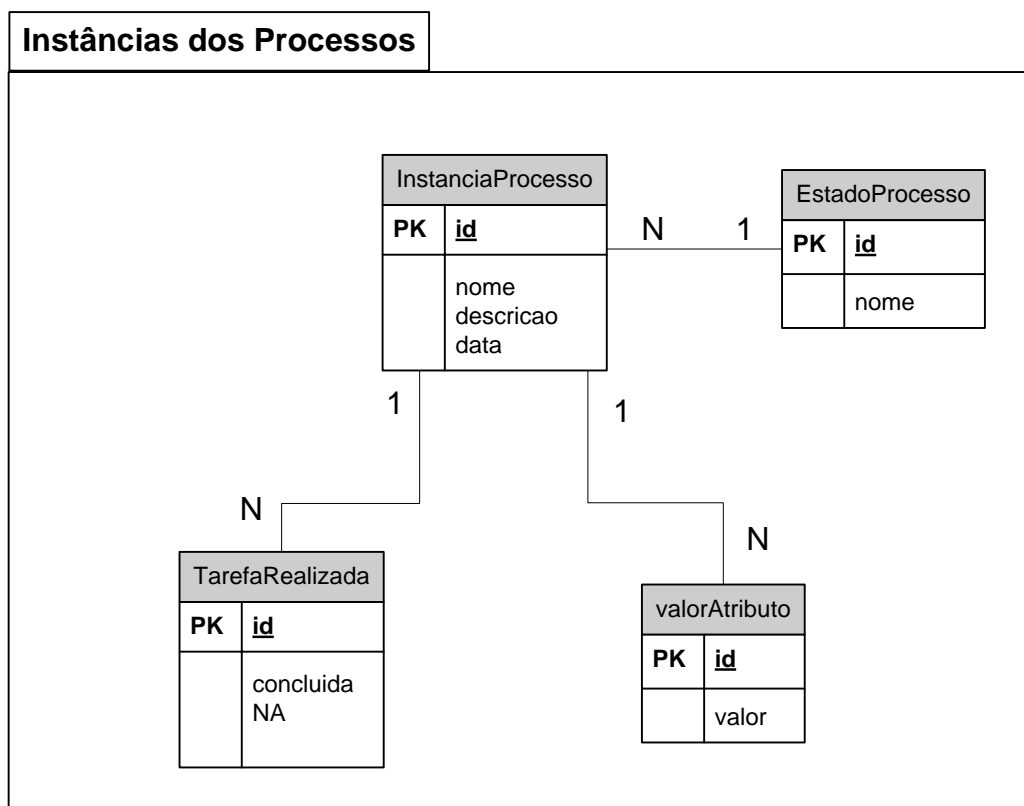 Instâncias dos Processos
InstanciaProcesso
PK id
nome
descricao
data
N 1
EstadoProcesso
PK id
nome
1
1
N
N
TarefaRealizada
PK id
concluida
NA
valorAtributo
PK id
valor